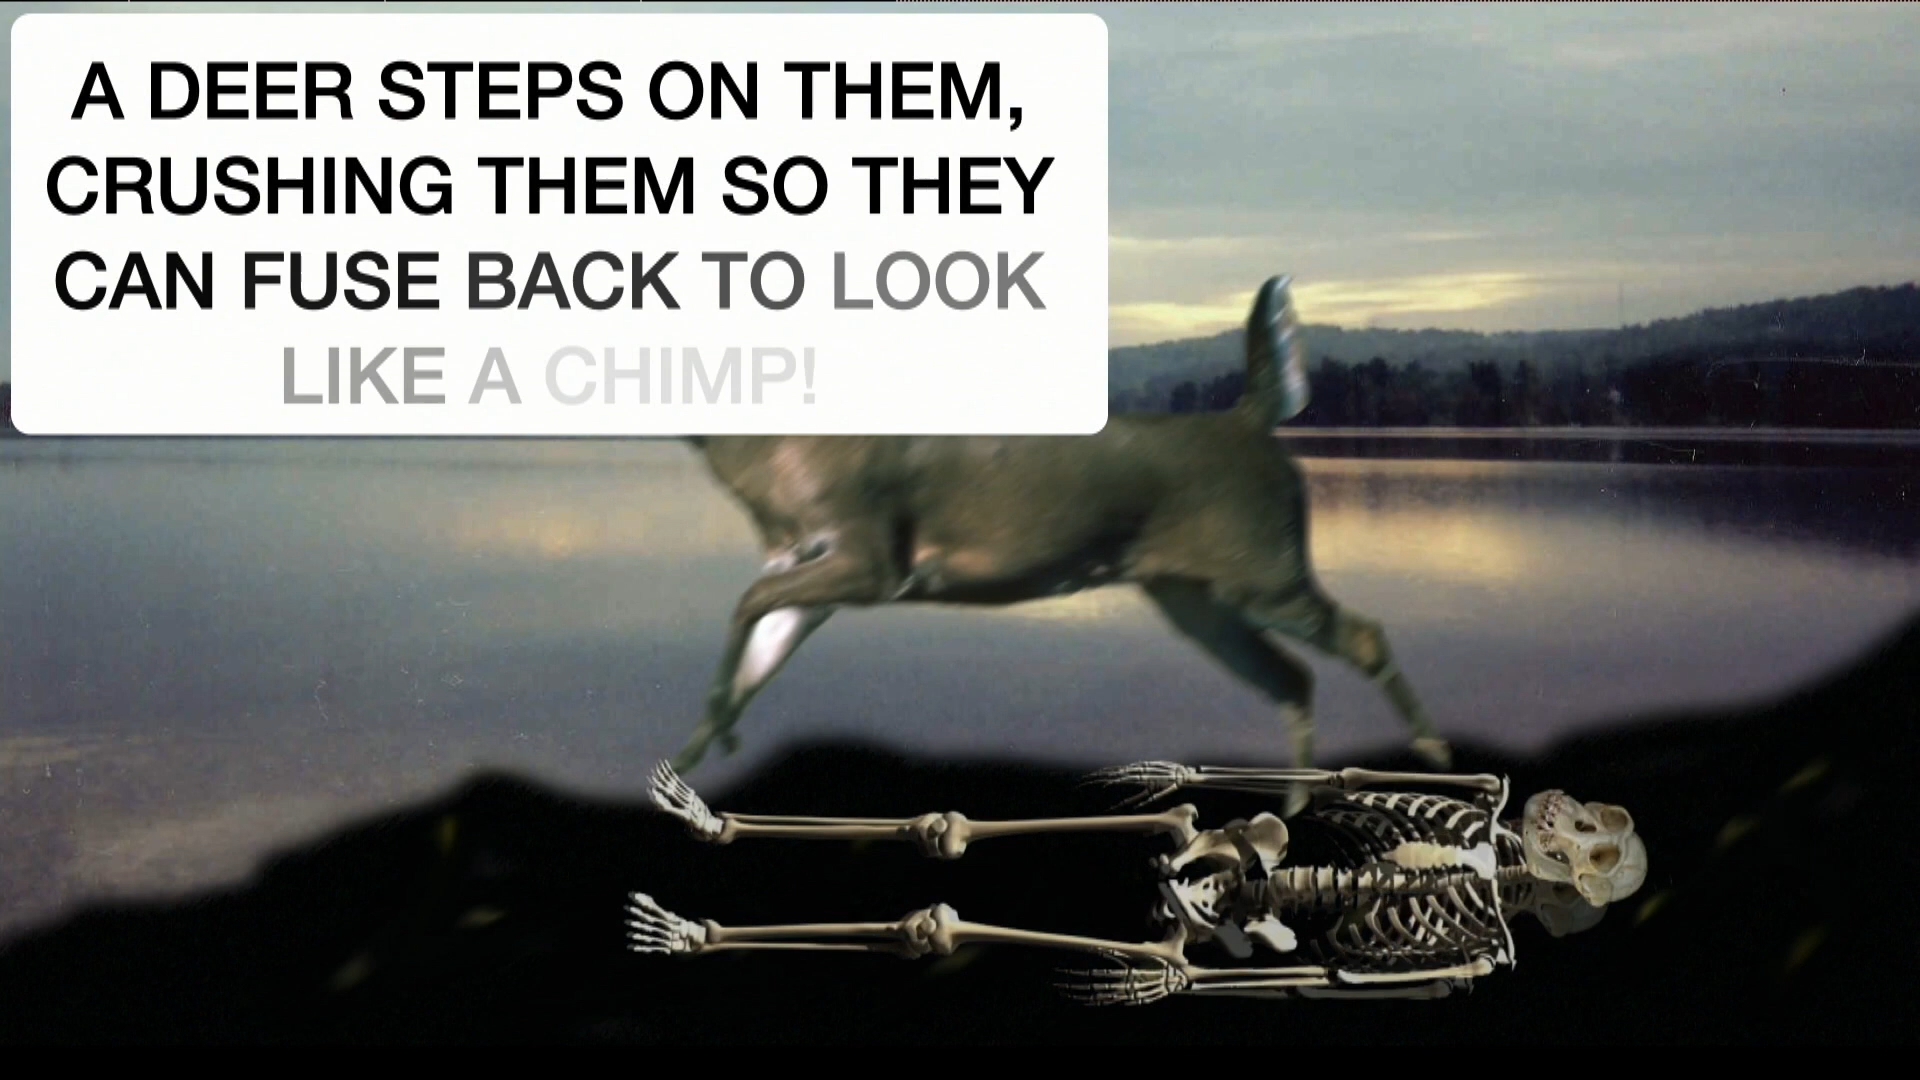 A DEER STEPS ON THEM,
CRUSHING THEM SO THEY
CAN FUSE BACK TO LOOK
LIKE A CHIMP!